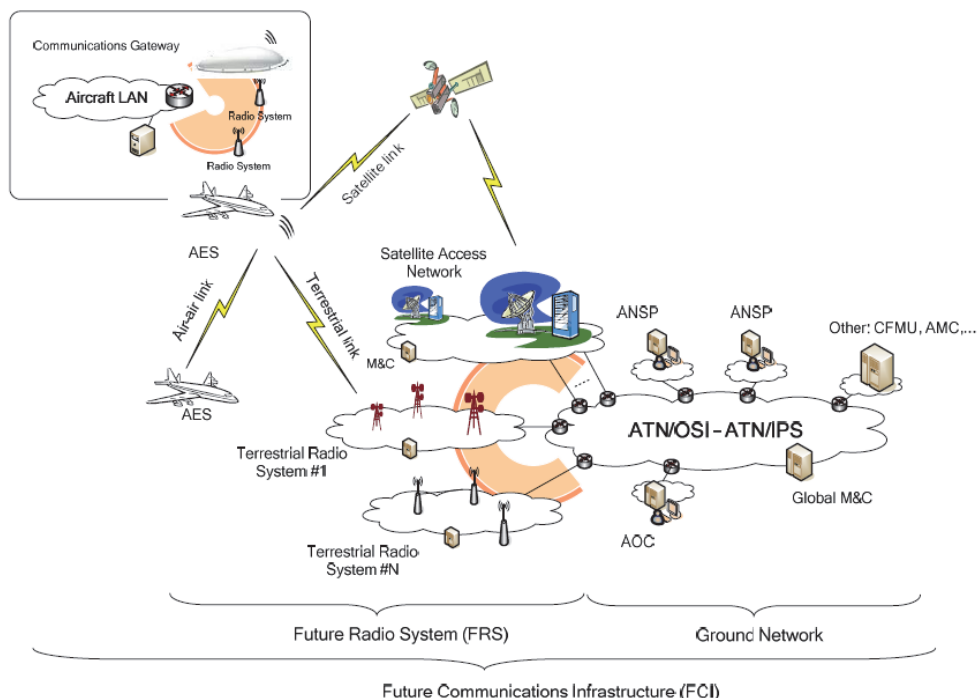 Communications Gateway
Aircraft LAN
Radio System
Radio System
Satellite link
AES
Satellite Access
Network
Air-air link
Terrestrial link
ANSP
ANSP
Other: CFMU, AMC,...
M&C
AES
ATN/OSI - ATN/IPS
Terrestrial Radio
System #1
Global M&C
AOC
Terrestrial Radio
System #N
Future Radio System (FRS)
Ground Network
Future Communications Infrastructure (FCI)